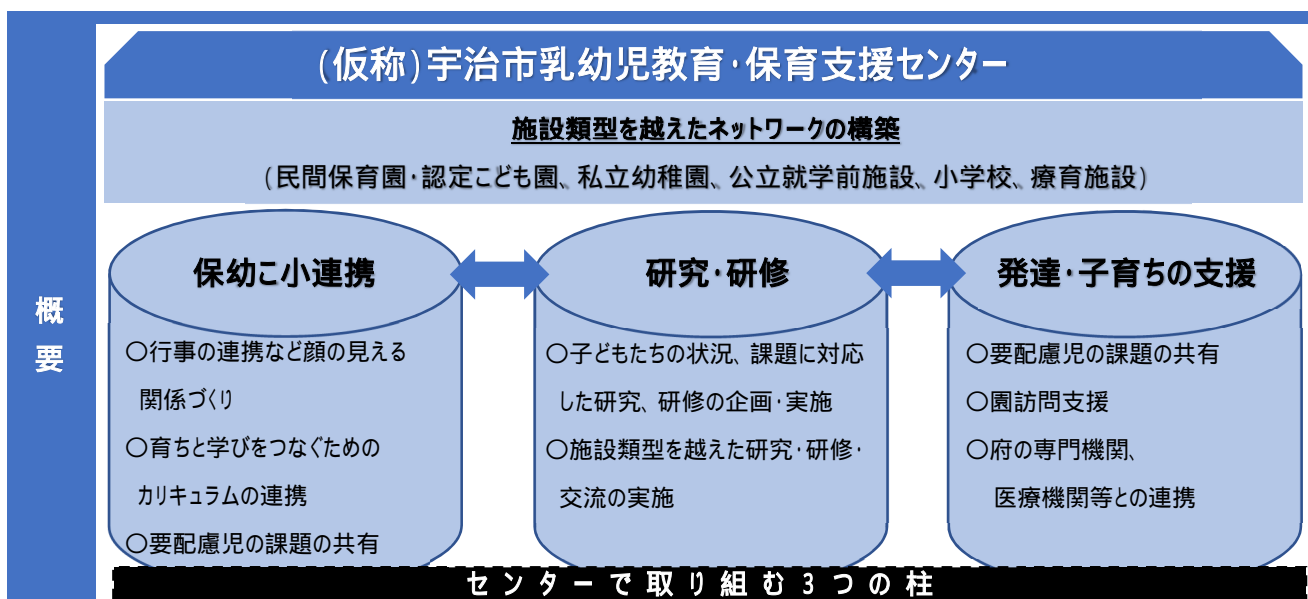 概要
(仮称)宇治市乳幼児教育・保育支援センター
施設類型を越えたネットワークの構築
(民間保育園・認定こども園、私立幼稚園、公立就学前施設、小学校、療育施設)
保幼こ小連携
〇行事の連携など顔の見える
関係づくり
〇育ちと学びをつなぐための
カリキュラムの連携
〇要配慮児の課題の共有
研究・研修
〇子どもたちの状況、課題に対応
した研究、研修の企画・実施
〇施設類型を越えた研究・研修・
交流の実施
発達・子育ちの支援
〇要配慮児の課題の共有
〇園訪問支援
〇府の専門機関、
医療機関等との連携
センターで取り組む3つの柱